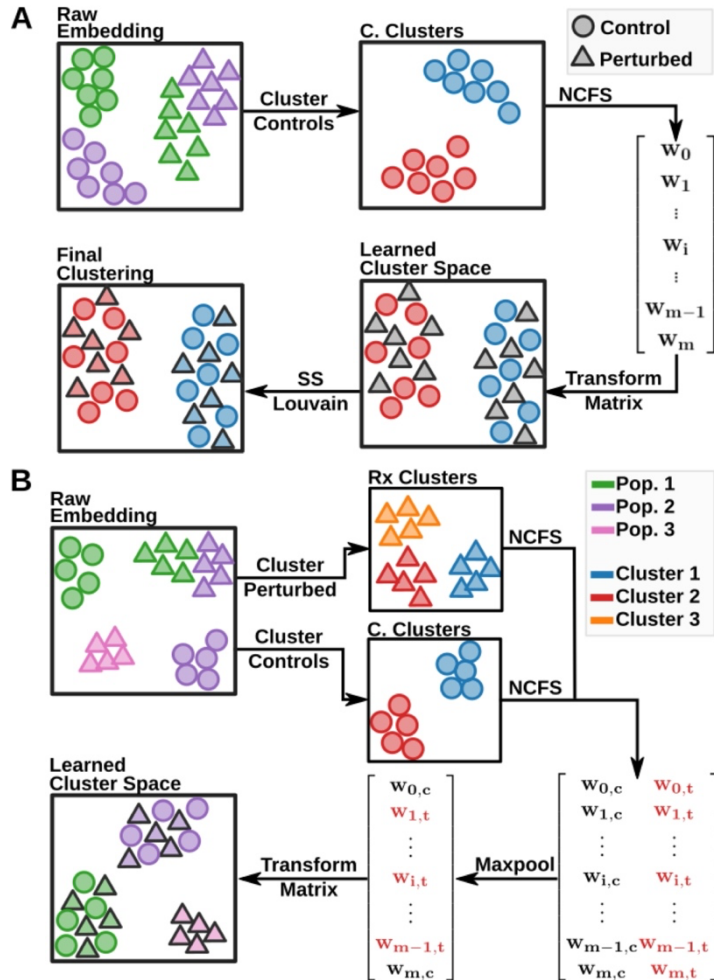 A
Raw
Embedding
C. Clusters
Control
Perturbed
Cluster
Controls
NCFS
w0
w1
⋮
wi
⋮
wm−1
wm
Final
Clustering
Learned
Cluster Space
SS
Louvain
Transform
Matrix
B
Raw
Embedding
Rx Clusters
Pop. 1
Pop. 2
Pop. 3
Cluster 1
Cluster 2
Cluster 3
Cluster
Perturbed
NCFS
Cluster
Controls
C. Clusters
NCFS
Learned
Cluster Space
Transform
Matrix
w0,c
w1,t
⋮
wi,t
⋮
wm−1,t
wm,c
Maxpool
w0,c w0,t
w1,c w1,t
⋮ ⋮
wi,c wi,t
⋮ ⋮
wm−1,c wm−1,t
wm,c wm,t